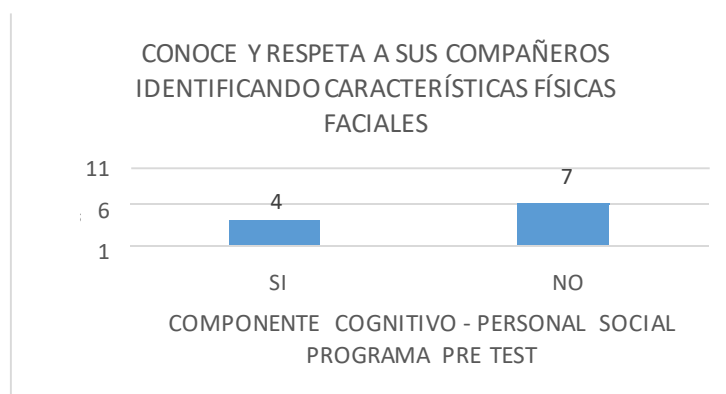 CONOCE Y RESPETA A SUS COMPAÑEROS
IDENTIFICANDO CARACTERÍSTICAS FÍSICAS
FACIALES
11
6
1
4
7
SI
NO
COMPONENTE COGNITIVO - PERSONAL SOCIAL
PROGRAMA PRE TEST